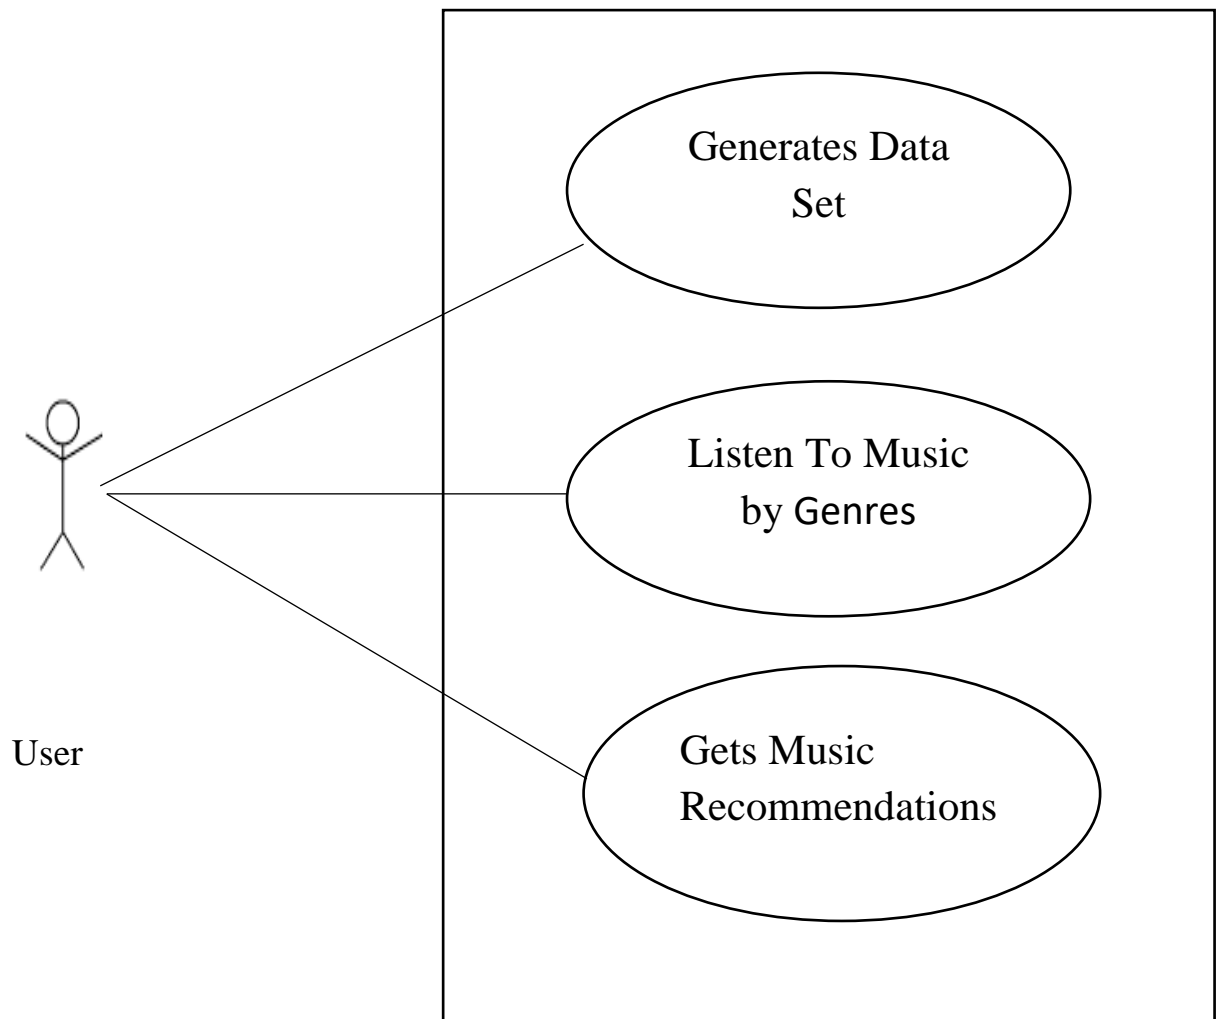 Generates Data
Set
Listen To Music
by Genres
User
Gets Music
Recommendations